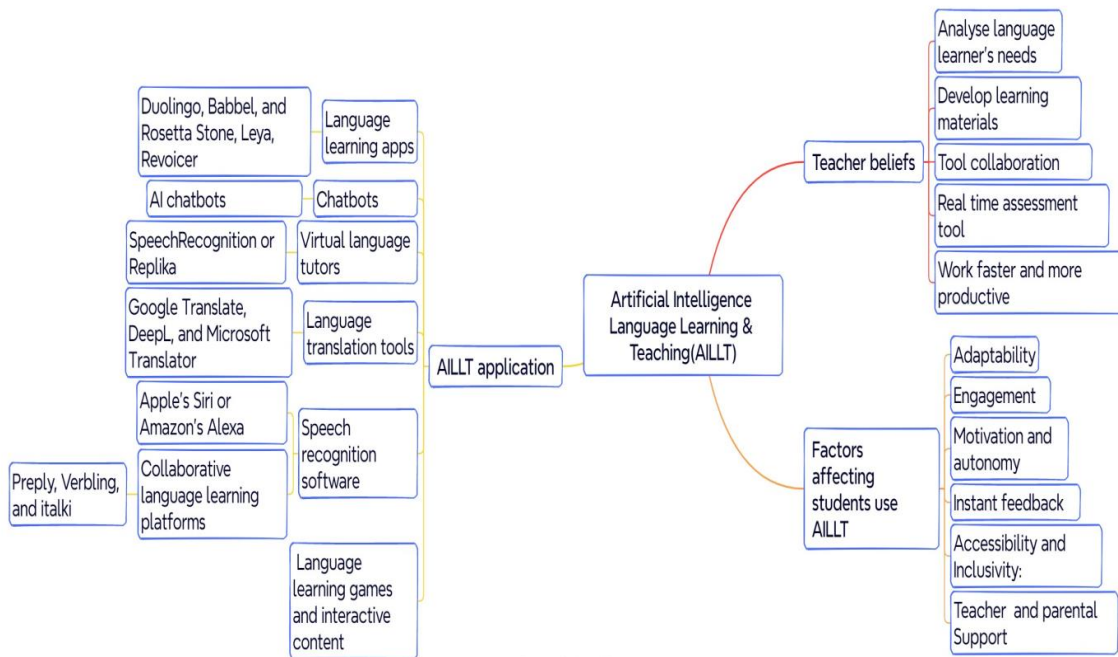 Artificial Intelligence
Language Learning &
Teaching(AILLT)
Teacher beliefs
Analyse language
learner's needs
Develop learning
materials
Tool collaboration
Real time assessment
tool
Work faster and more
productive
Factors
affecting
students use
AILLT
Adaptability
Engagement
Motivation and
autonomy
Instant feedback
Accessibility and
Inclusivity:
Teacher and parental
Support
AILLT application
Language
learning apps
Duolingo, Babbel, and
Rosetta Stone, Leya,
Revoicer
Chatbots
AI chatbots
Virtual language
tutors
SpeechRecognition or
Replika
Language
translation tools
Google Translate,
DeepL, and Microsoft
Translator
Speech
recognition
software
Apple's Siri or
Amazon's Alexa
Collaborative
language learning
platforms
Preply, Verbling,
and italki
Language
learning games
and interactive
content